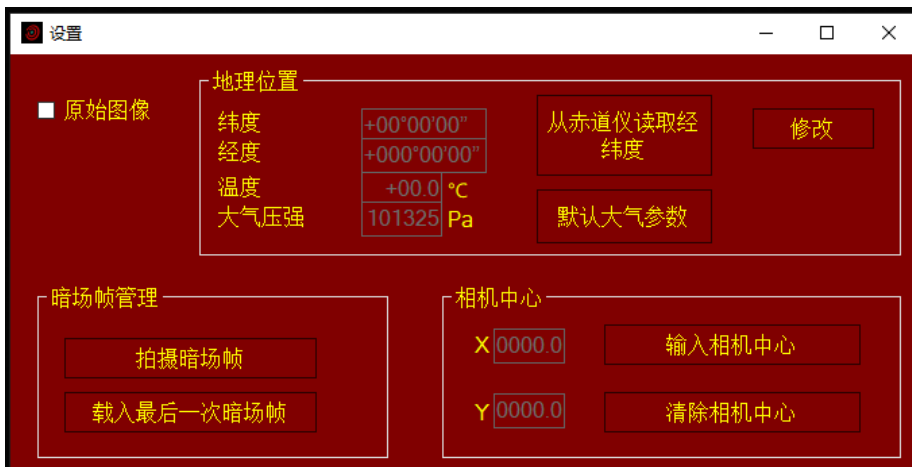 设置
原始图像
地理位置
纬度
+00°00'00”
经度
+000°00'00”
温度
+00.0 °C
大气压强
101325 Pa
从赤道仪读取经
纬度
默认大气参数
修改
暗场帧管理
拍摄暗场帧
载入最后一次暗场帧
相机中心
X 0000.0
输入相机中心
Y 0000.0
清除相机中心